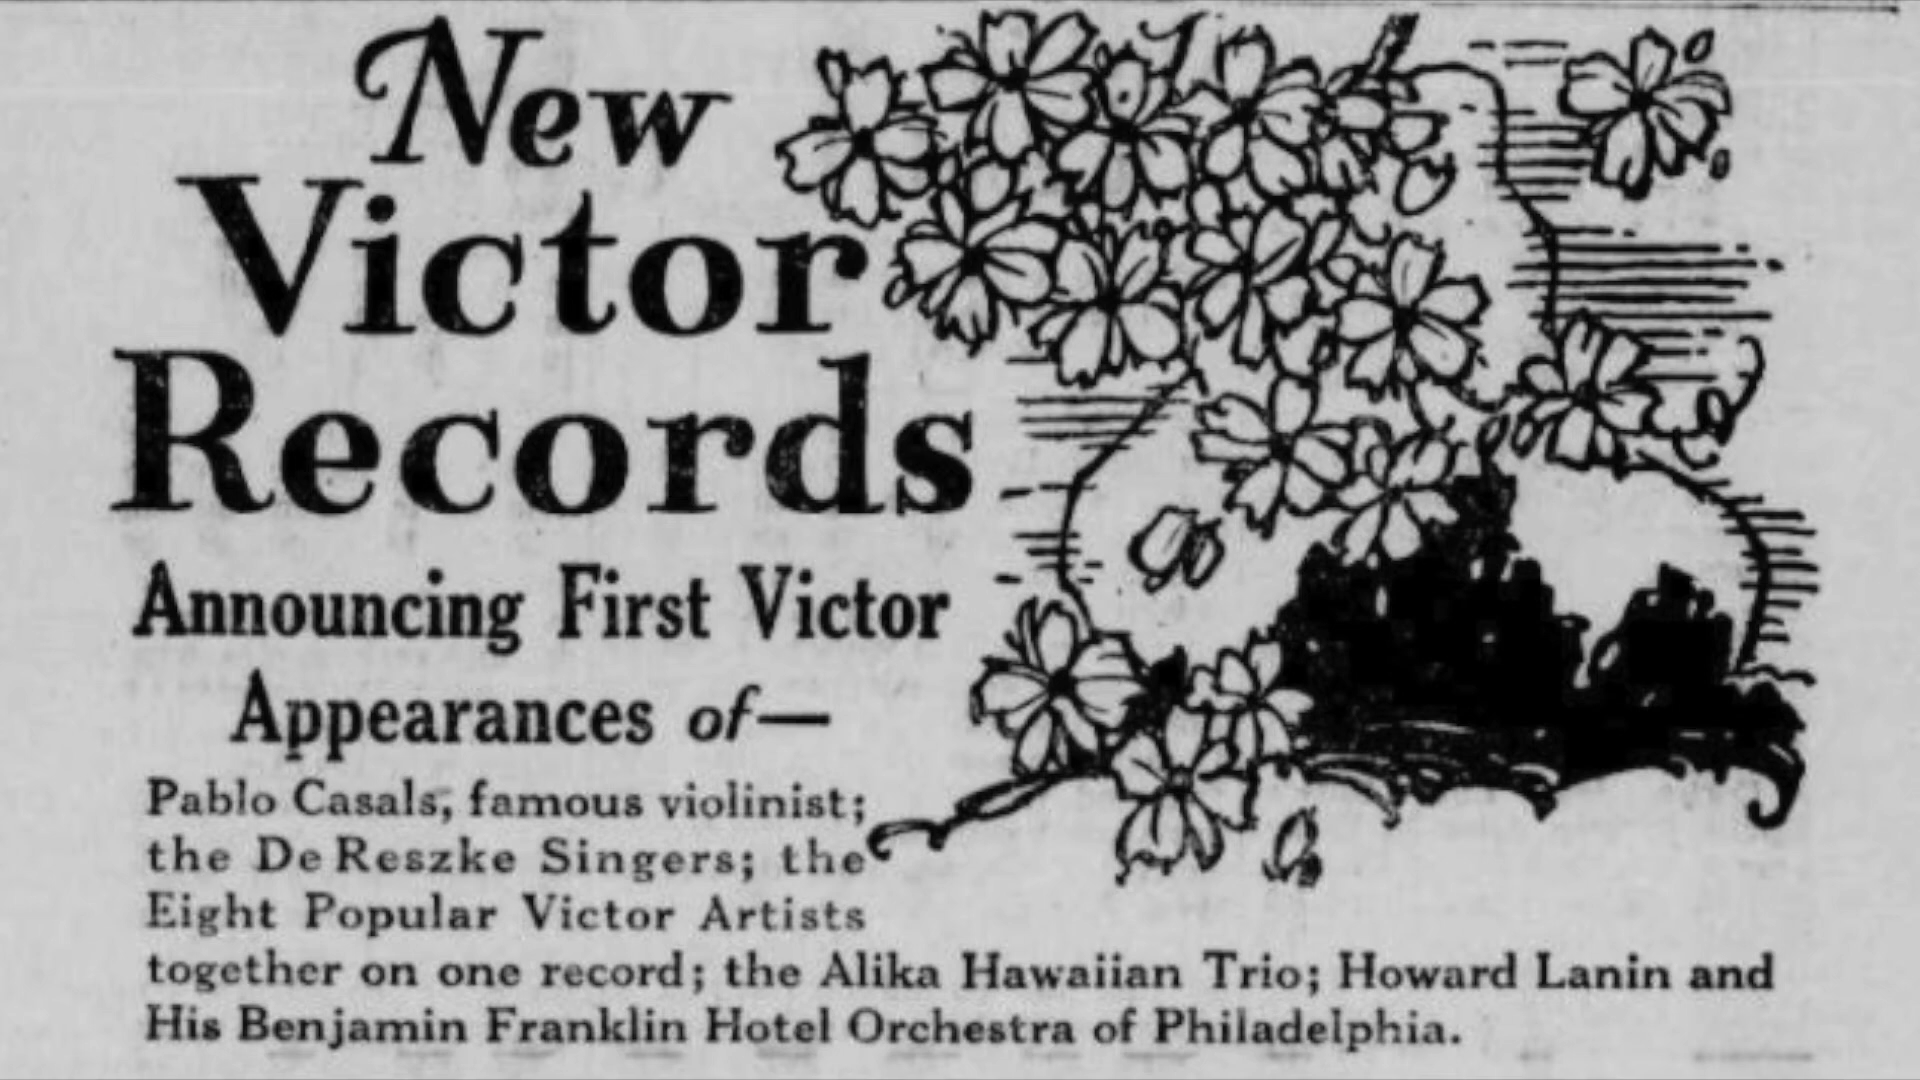 New
Victor
Records
Announcing First Victor
Appearances of—
Pablo Casals, famous violinist;
the De Reszke Singers; the
Eight Popular Victor Artists
together on one record; the Alika Hawaiian Trio; Howard Lanin and
His Benjamin Franklin Hotel Orchestra of Philadelphia.